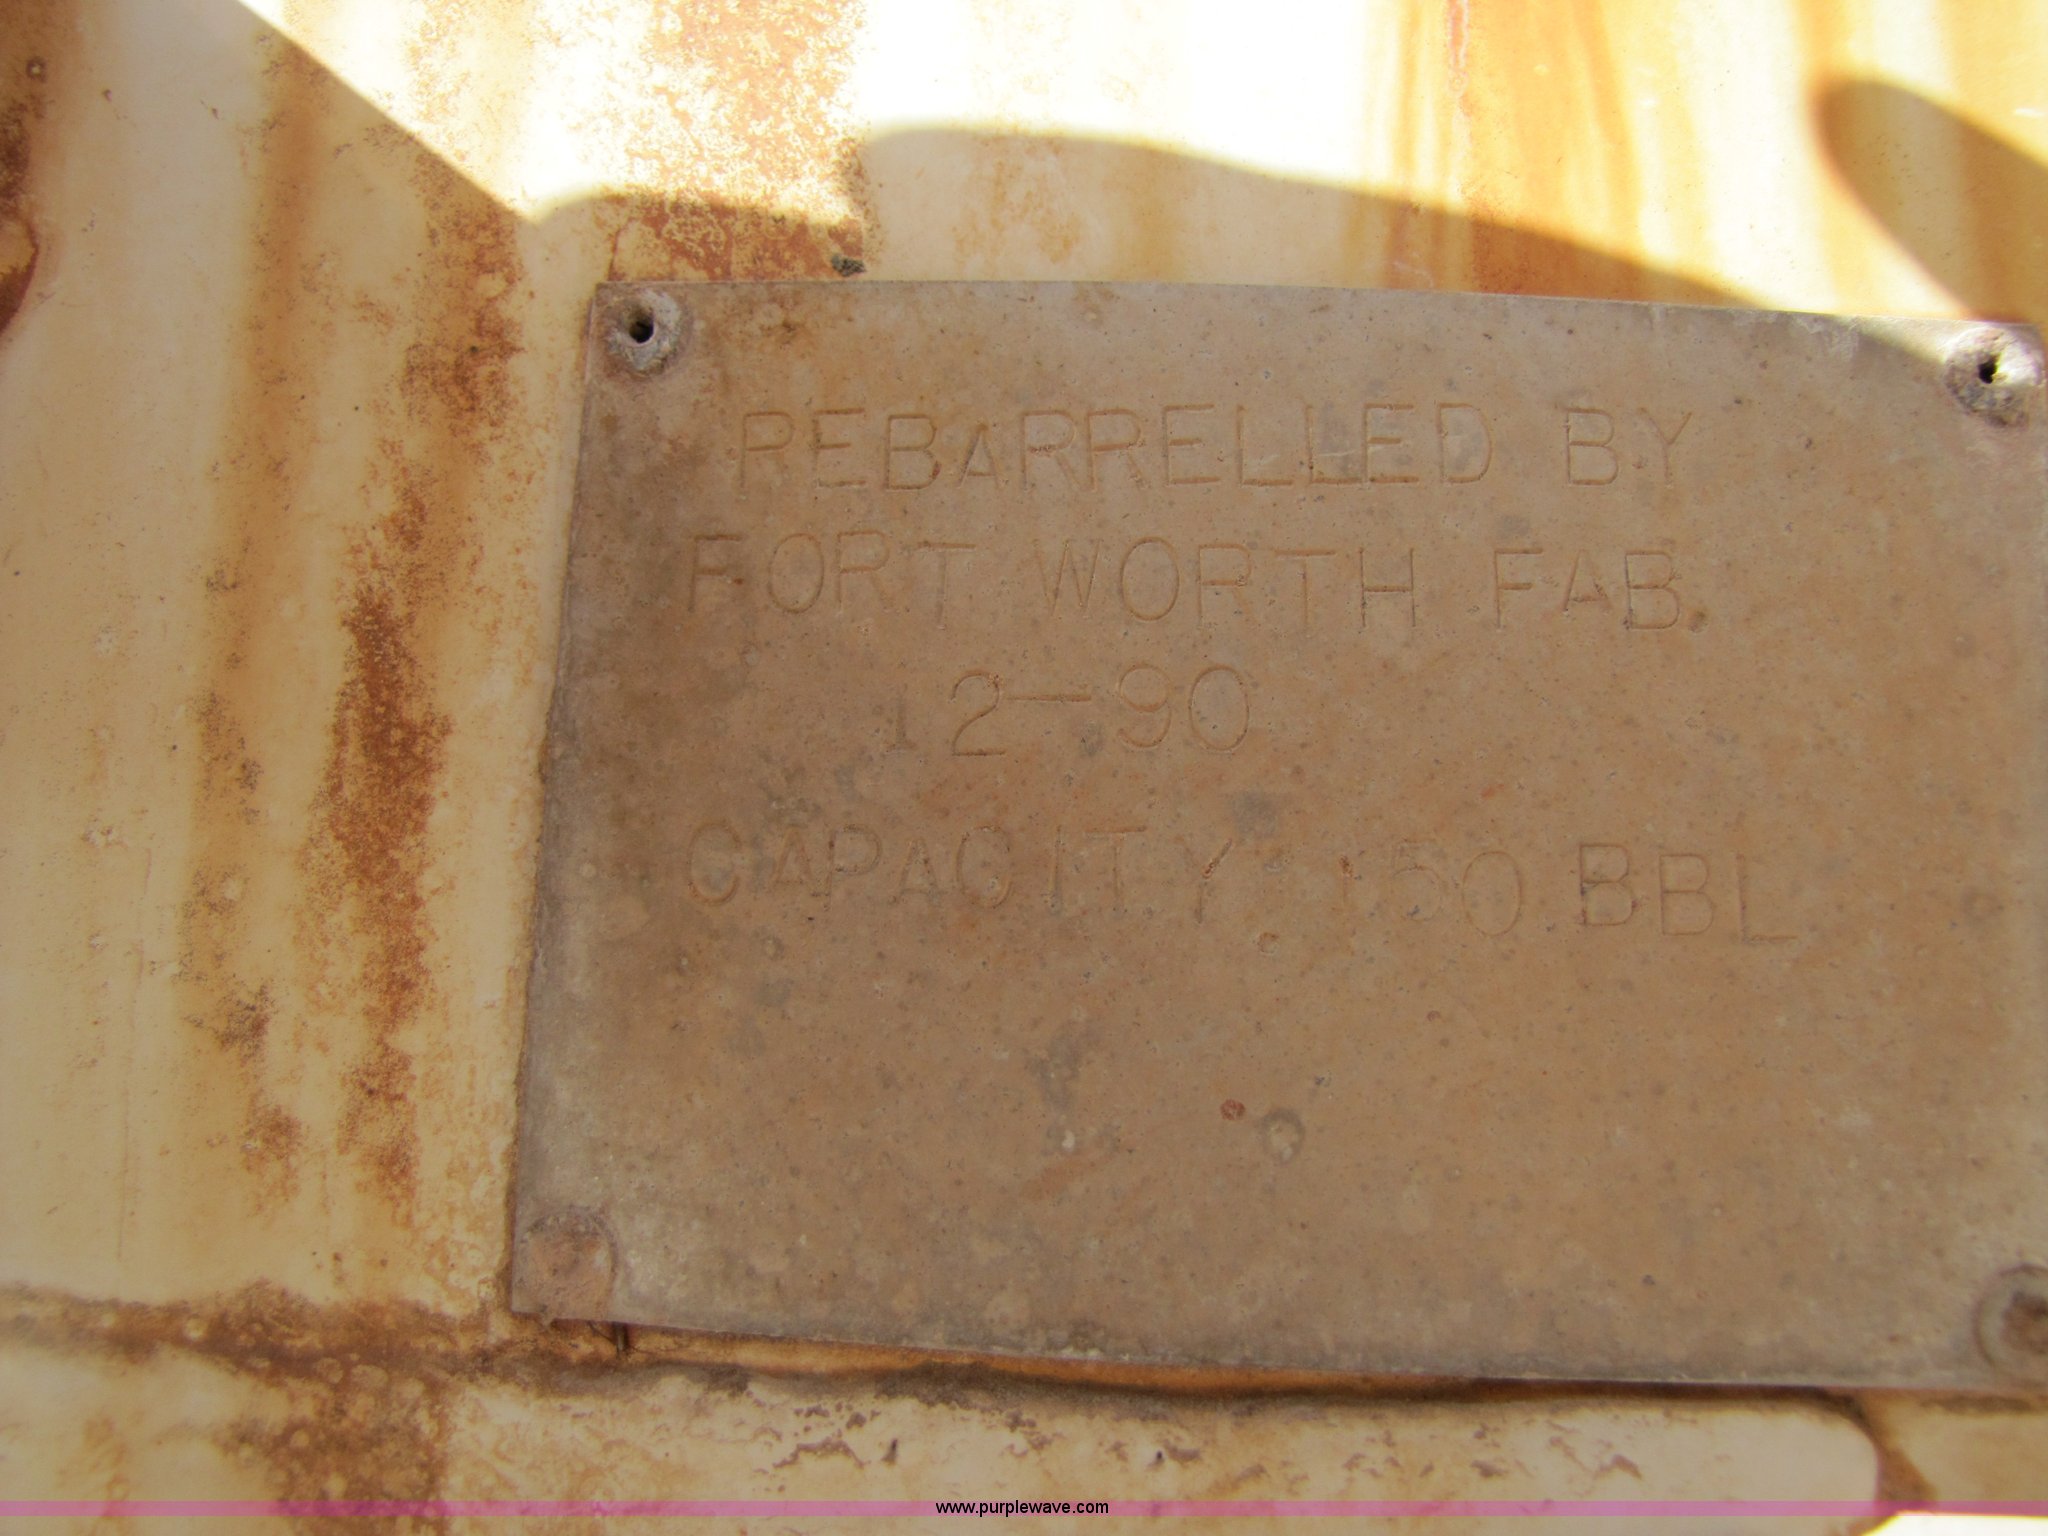 REBARRELLED BY
FORT WORTH FAB.
12-90
CAPACITY 150 BBL
www.purplewave.com